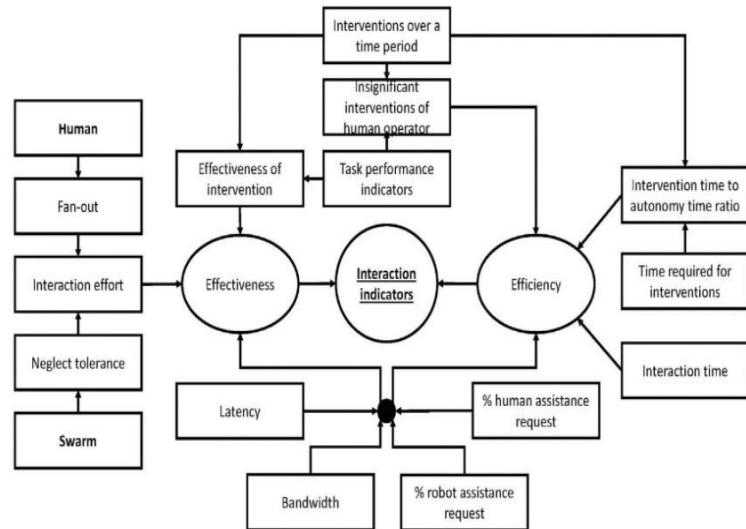 Interventions over a
time period
Insignificant
interventions of
human operator
Human
Effectiveness of
intervention
Task performance
indicators
Intervention time to
autonomy time ratio
Fan-out
Interaction effort
Effectiveness
Interaction
indicators
Efficiency
Time required for
interventions
Neglect tolerance
Interaction time
Latency
% human assistance
request
Swarm
Bandwidth
% robot assistance
request